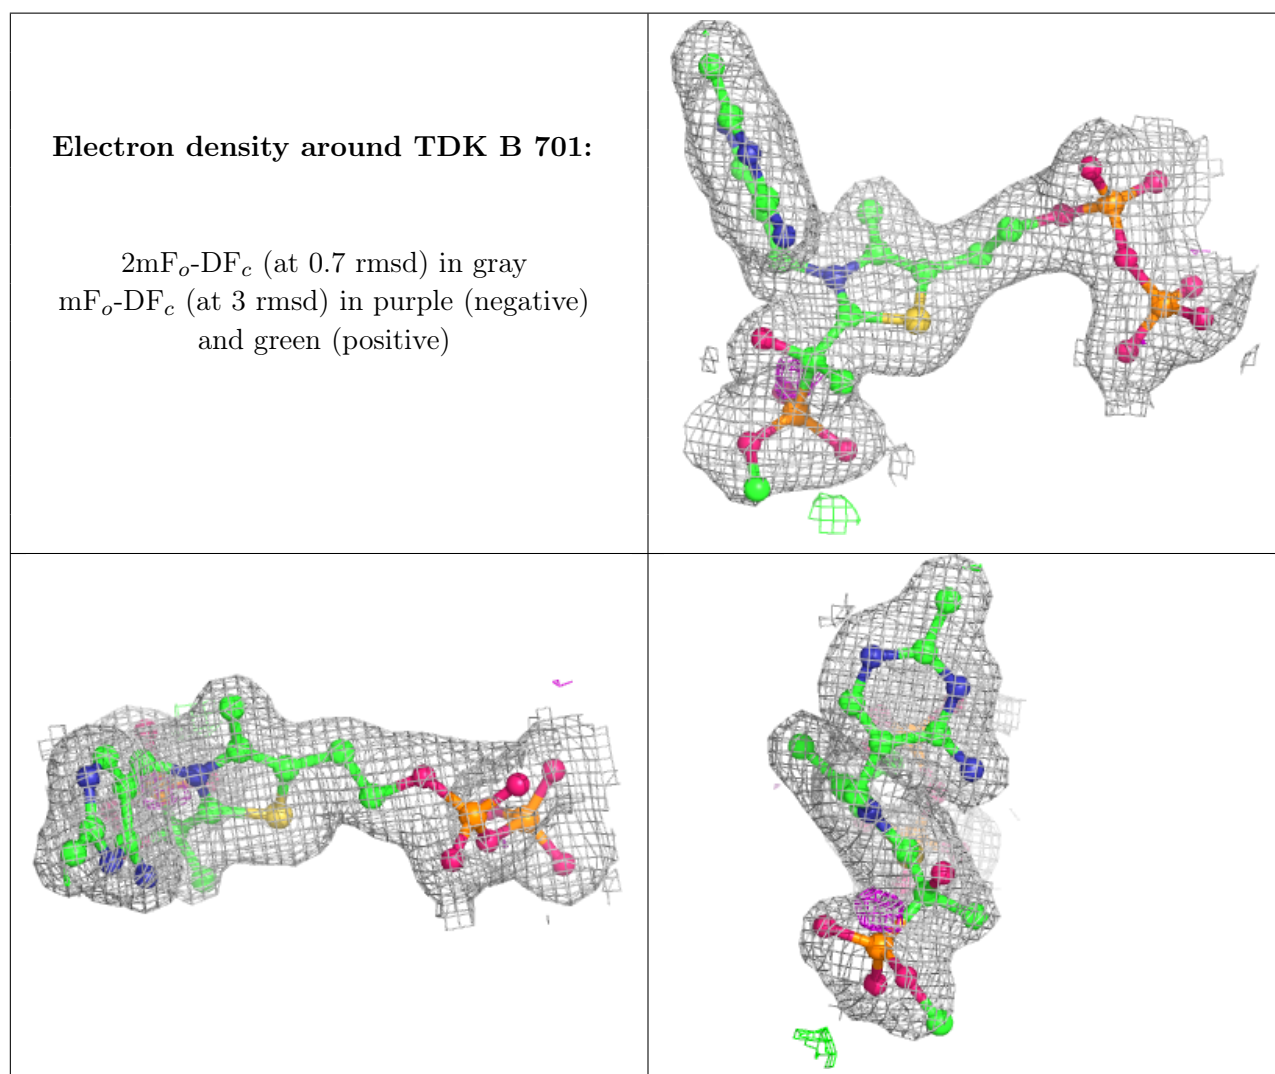 Electron density around TDK B 701:
2mFo-DFc (at 0.7 rmsd) in gray
mFo-DFc (at 3 rmsd) in purple (negative)
and green (positive)